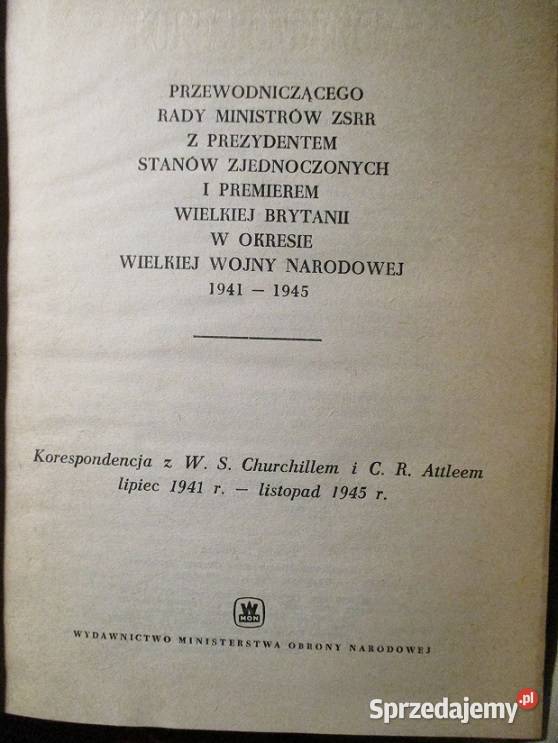 PRZEWODNICZĄCEGO
RADY MINISTRÓW ZSRR
Z PREZYDENTEM
STANÓW ZJEDNOCZONYCH
I PREMIEREM
WIELKIEJ BRYTANII
W OKRESIE
WIELKIEJ WOJNY NARODOWEJ
1941 — 1945
Korespondencja z W. S. Churchillem i C. R. Attleem
lipiec 1941 r. — listopad 1945 r.
W
MON
WYDAWNICTWO MINISTERSTWA OBRONY NARODOWEJ
Sprzedajemy.pl